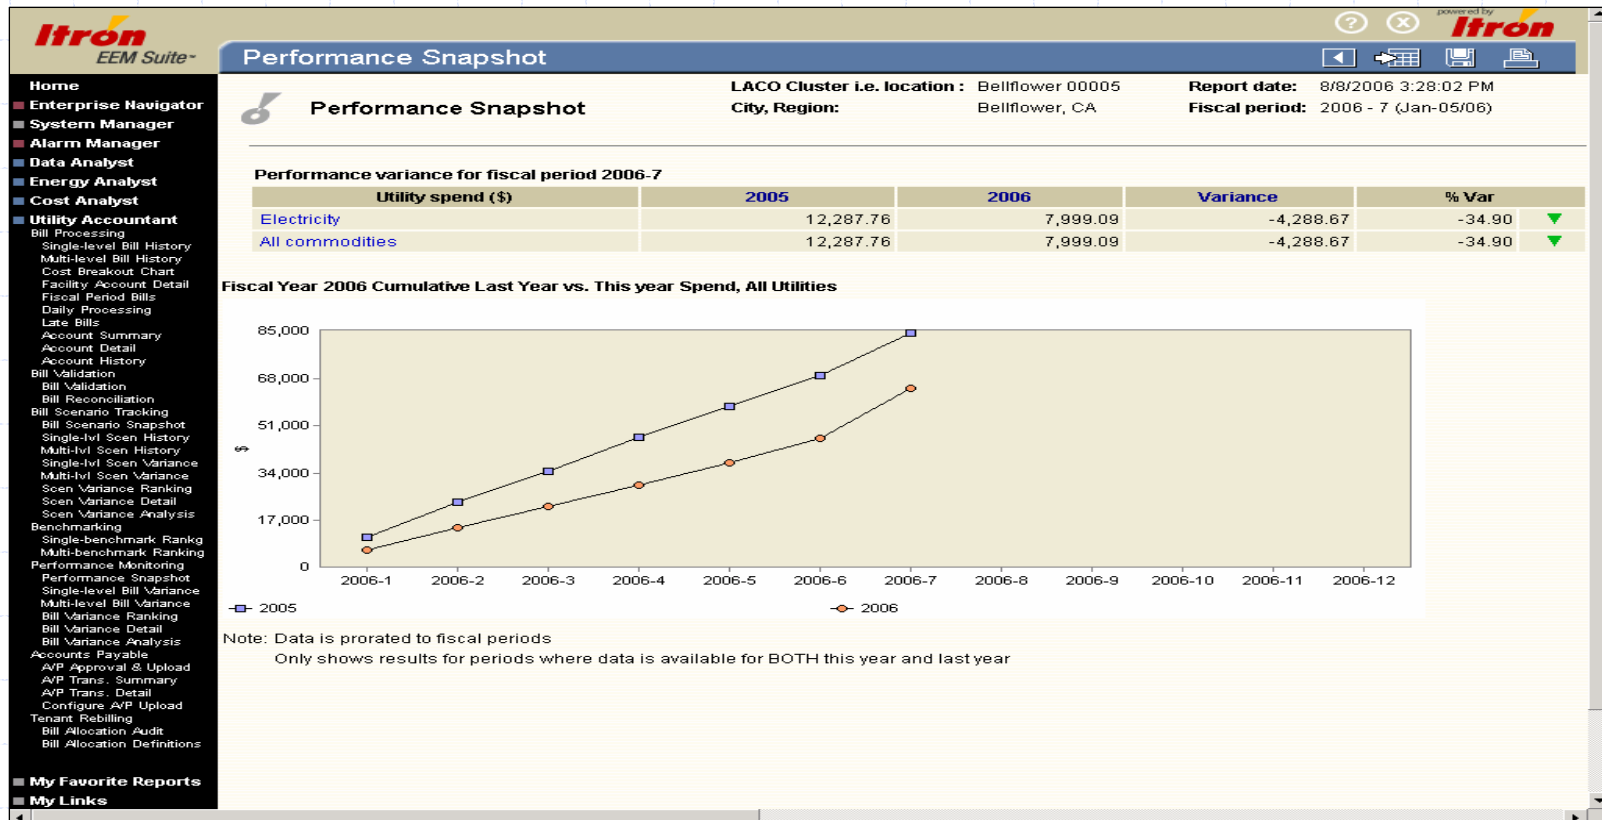 Itron
EEM Suite™
powered by
Itron
Performance Snapshot
Home
Enterprise Navigator
System Manager
Alarm Manager
Data Analyst
Energy Analyst
Cost Analyst
Utility Accountant
Bill Processing
Single-level Bill History
Multi-level Bill History
Cost Breakout Chart
Facility Account Detail
Fiscal Period Bills
Daily Processing
Late Bills
Account Summary
Account Detail
Account History
Bill Validation
Bill Validation
Bill Reconciliation
Bill Scenario Tracking
Bill Scenario Snapshot
Single-lvl Scen History
Multi-lvl Scen History
Single-lvl Scen Variance
Multi-lvl Scen Variance
Scen Variance Ranking
Scen Variance Detail
Scen Variance Analysis
Benchmarking
Single-benchmark Rankg
Multi-benchmark Ranking
Performance Monitoring
Performance Snapshot
Single-level Bill Variance
Multi-level Bill Variance
Bill Variance Ranking
Bill Variance Detail
Bill Variance Analysis
Accounts Payable
A/P Approval & Upload
A/P Trans. Summary
A/P Trans. Detail
Configure A/P Upload
Tenant Rebilling
Bill Allocation Audit
Bill Allocation Definitions
My Favorite Reports
My Links
Performance Snapshot
LACO Cluster i.e. location : Bellflower 00005 Report date: 8/8/2006 3:28:02 PM
City, Region: Bellflower, CA Fiscal period: 2006 - 7 (Jan-05/06)
Performance variance for fiscal period 2006-7
Utility spend ($) 2005 2006 Variance % Var
Electricity 12,287.76 7,999.09 -4,288.67 -34.90
All commodities 12,287.76 7,999.09 -4,288.67 -34.90
Fiscal Year 2006 Cumulative Last Year vs. This year Spend, All Utilities
85,000
68,000
51,000
$
34,000
17,000
0
2006-1 2006-2 2006-3 2006-4 2006-5 2006-6 2006-7 2006-8 2006-9 2006-10 2006-11 2006-12
2005 2006
Note: Data is prorated to fiscal periods
Only shows results for periods where data is available for BOTH this year and last year